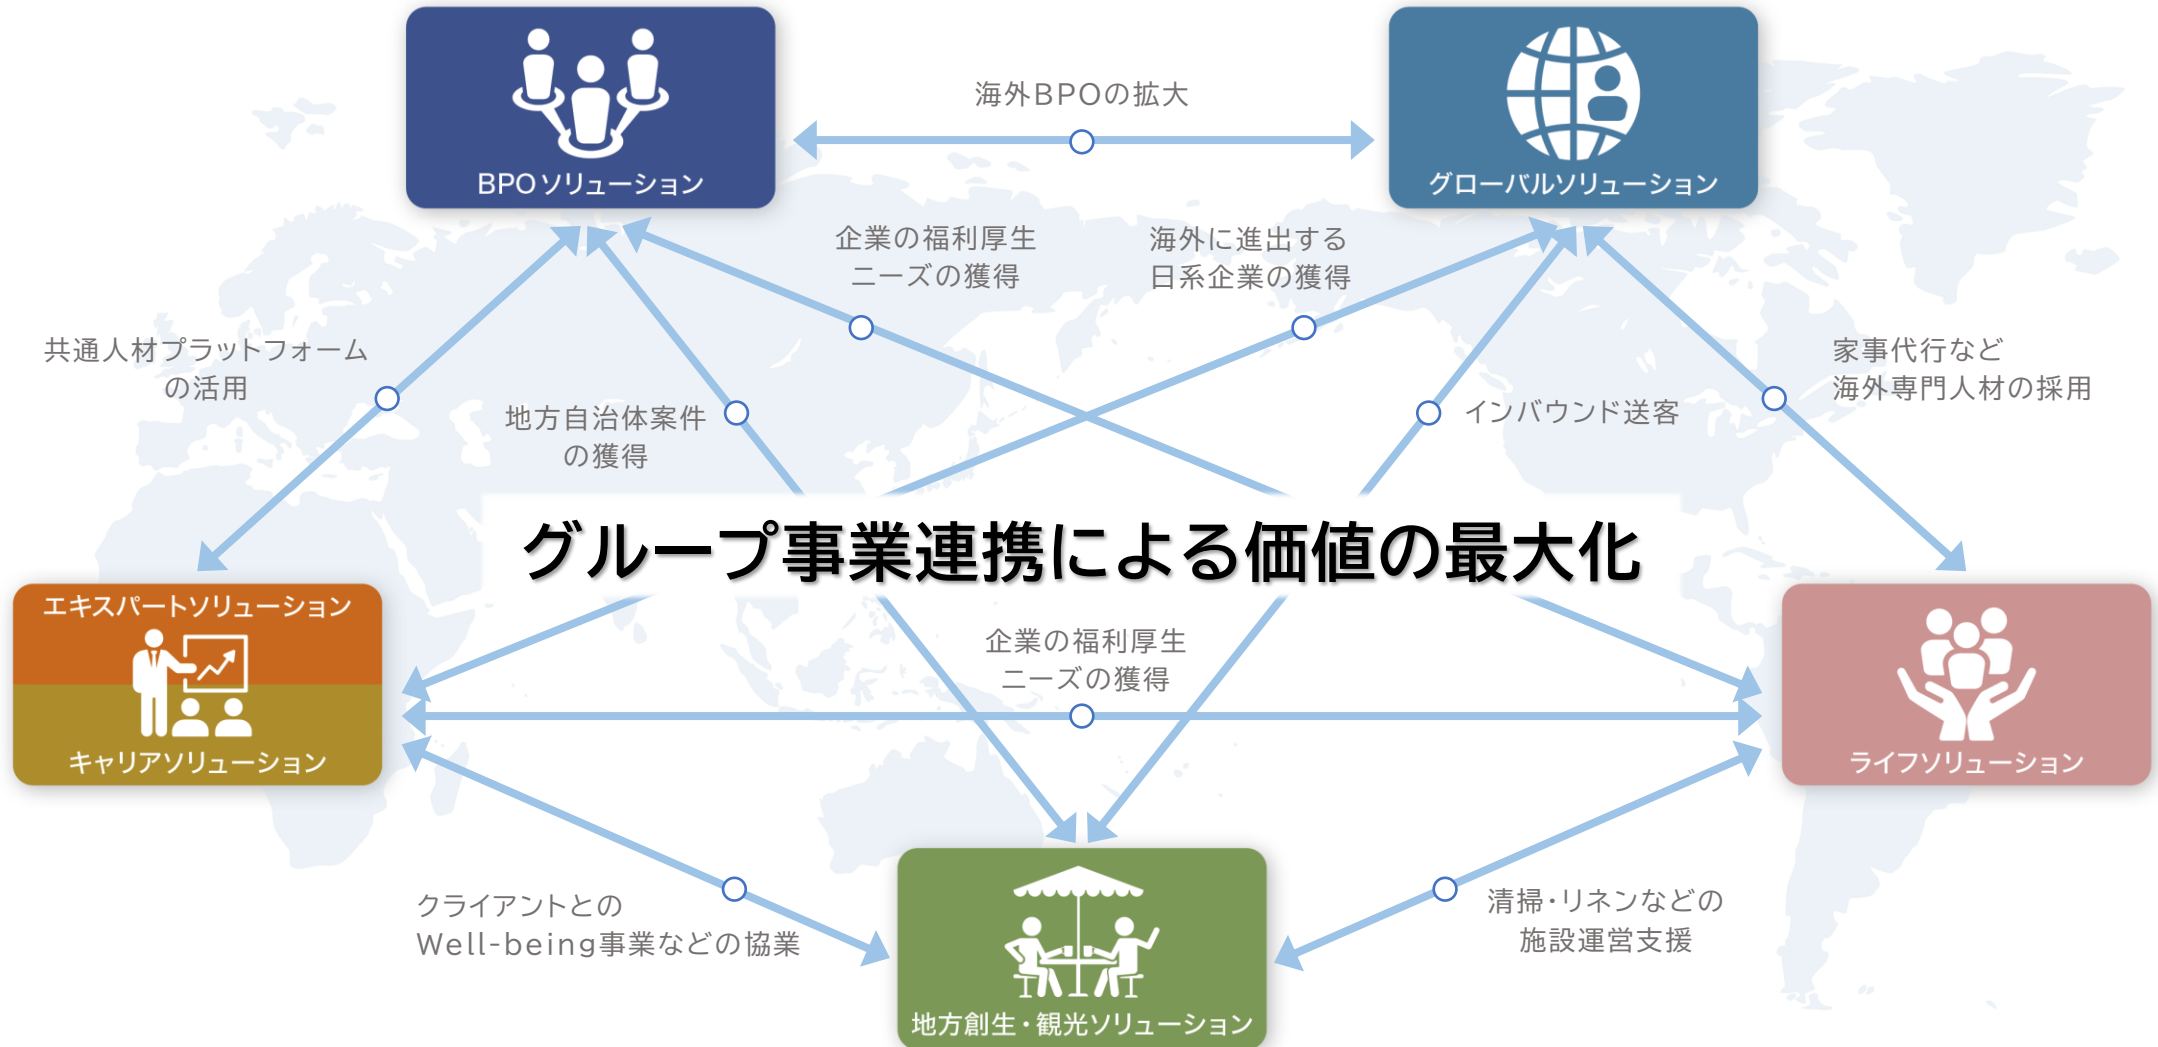 BPOソリューション
グローバルソリューション
海外BPOの拡大
企業の福利厚生
ニーズの獲得
海外に進出する
日系企業の獲得
共通人材プラットフォーム
の活用
地方自治体案件
の獲得
インバウンド送客
家事代行など
海外専門人材の採用
グループ事業連携による価値の最大化
エキスパートソリューション
キャリアソリューション
企業の福利厚生
ニーズの獲得
ライフソリューション
クライアントとの
Well-being事業などの協業
清掃・リネンなどの
施設運営支援
地方創生・観光ソリューション